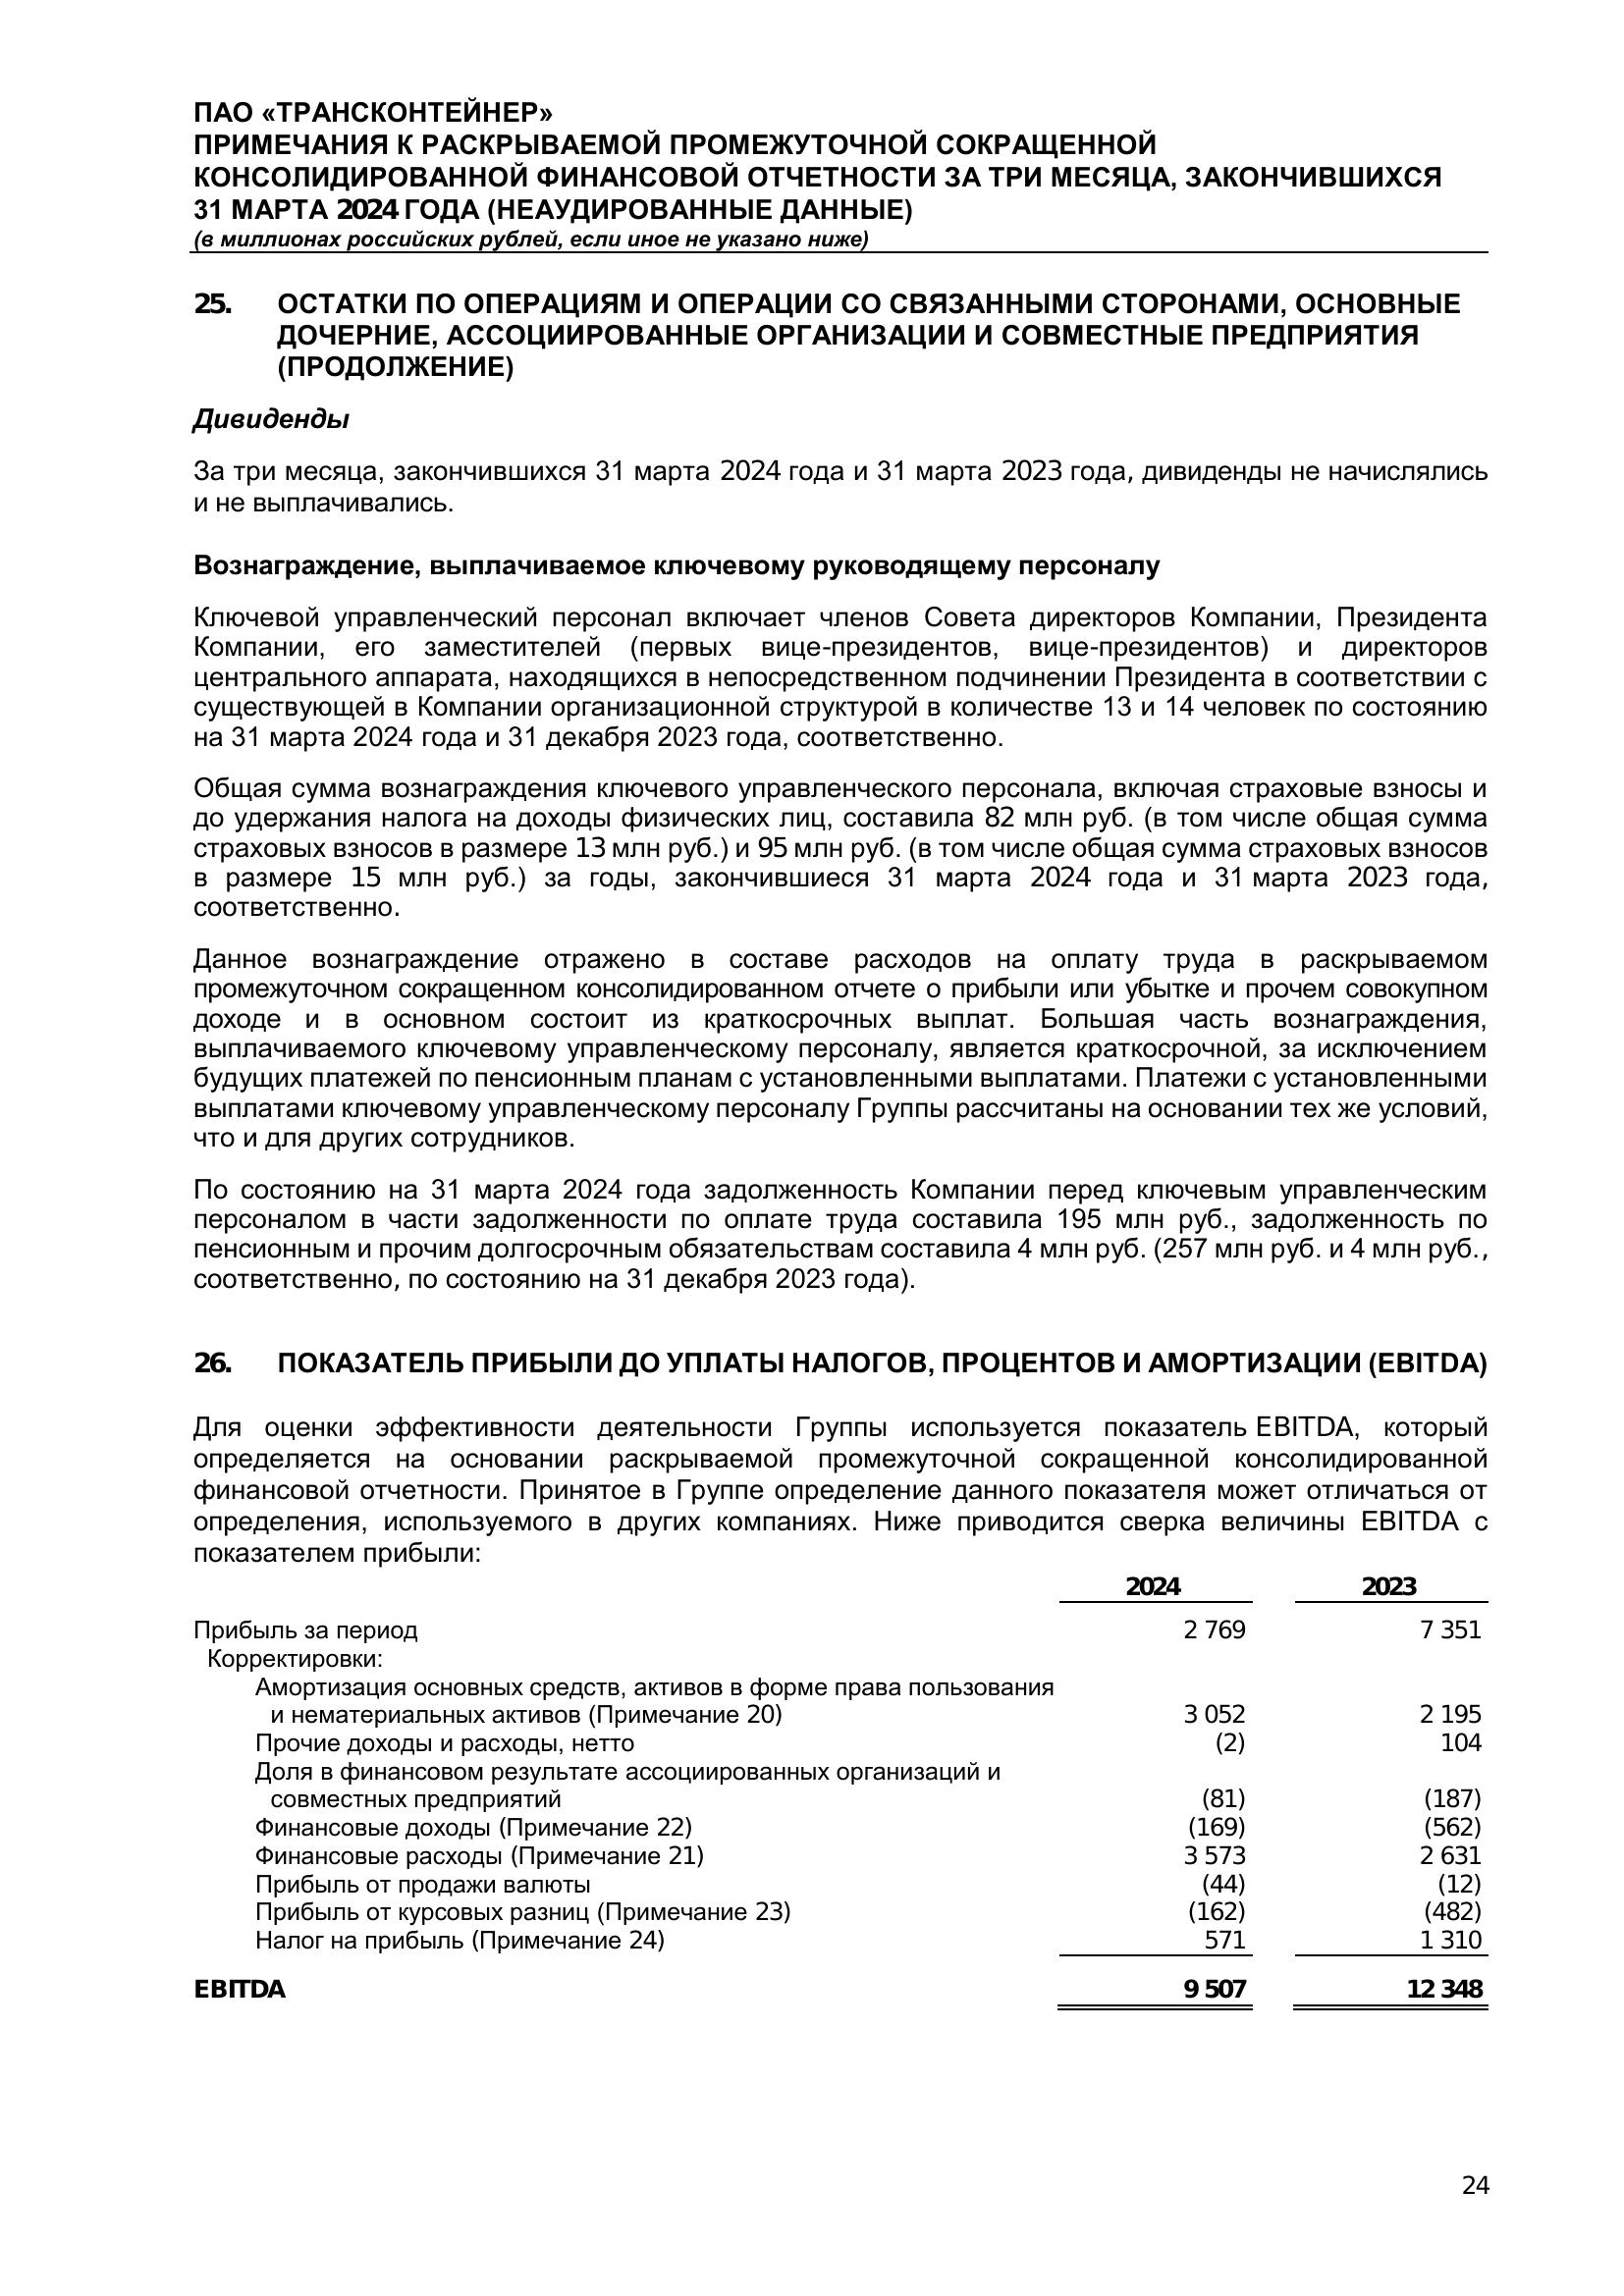 ПАО «ТРАНСКОНТЕЙНЕР»
ПРИМЕЧАНИЯ К РАСКРЫВАЕМОЙ ПРОМЕЖУТОЧНОЙ СОКРАЩЕННОЙ
КОНСОЛИДИРОВАННОЙ ФИНАНСОВОЙ ОТЧЕТНОСТИ ЗА ТРИ МЕСЯЦА, ЗАКОНЧИВШИХСЯ
31 МАРТА 2024 ГОДА (НЕАУДИРОВАННЫЕ ДАННЫЕ)
(в миллионах российских рублей, если иное не указано ниже)
25. ОСТАТКИ ПО ОПЕРАЦИЯМ И ОПЕРАЦИИ СО СВЯЗАННЫМИ СТОРОНАМИ, ОСНОВНЫЕ
ДОЧЕРНИЕ, АССОЦИИРОВАННЫЕ ОРГАНИЗАЦИИ И СОВМЕСТНЫЕ ПРЕДПРИЯТИЯ
(ПРОДОЛЖЕНИЕ)
Дивиденды
За три месяца, закончившихся 31 марта 2024 года и 31 марта 2023 года, дивиденды не начислялись
и не выплачивались.
Вознаграждение, выплачиваемое ключевому руководящему персоналу
Ключевой управленческий персонал включает членов Совета директоров Компании, Президента
Компании, его заместителей (первых вице-президентов, вице-президентов) и директоров
центрального аппарата, находящихся в непосредственном подчинении Президента в соответствии с
существующей в Компании организационной структурой в количестве 13 и 14 человек по состоянию
на 31 марта 2024 года и 31 декабря 2023 года, соответственно.
Общая сумма вознаграждения ключевого управленческого персонала, включая страховые взносы и
до удержания налога на доходы физических лиц, составила 82 млн руб. (в том числе общая сумма
страховых взносов в размере 13 млн руб.) и 95 млн руб. (в том числе общая сумма страховых взносов
в размере 15 млн руб.) за годы, закончившиеся 31 марта 2024 года и 31 марта 2023 года,
соответственно.
Данное вознаграждение отражено в составе расходов на оплату труда в раскрываемом
промежуточном сокращенном консолидированном отчете о прибыли или убытке и прочем совокупном
доходе и в основном состоит из краткосрочных выплат. Большая часть вознаграждения,
выплачиваемого ключевому управленческому персоналу, является краткосрочной, за исключением
будущих платежей по пенсионным планам с установленными выплатами. Платежи с установленными
выплатами ключевому управленческому персоналу Группы рассчитаны на основании тех же условий,
что и для других сотрудников.
По состоянию на 31 марта 2024 года задолженность Компании перед ключевым управленческим
персоналом в части задолженности по оплате труда составила 195 млн руб., задолженность по
пенсионным и прочим долгосрочным обязательствам составила 4 млн руб. (257 млн руб. и 4 млн руб.,
соответственно, по состоянию на 31 декабря 2023 года).
26. ПОКАЗАТЕЛЬ ПРИБЫЛИ ДО УПЛАТЫ НАЛОГОВ, ПРОЦЕНТОВ И АМОРТИЗАЦИИ (EBITDA)
Для оценки эффективности деятельности Группы используется показатель EBITDA, который
определяется на основании раскрываемой промежуточной сокращенной консолидированной
финансовой отчетности. Принятое в Группе определение данного показателя может отличаться от
определения, используемого в других компаниях. Ниже приводится сверка величины EBITDA с
показателем прибыли:
2024 2023
Прибыль за период 2 769 7 351
Корректировки:
Амортизация основных средств, активов в форме права пользования
и нематериальных активов (Примечание 20) 3 052 2 195
Прочие доходы и расходы, нетто (2) 104
Доля в финансовом результате ассоциированных организаций и
совместных предприятий (81) (187)
Финансовые доходы (Примечание 22) (169) (562)
Финансовые расходы (Примечание 21) 3 573 2 631
Прибыль от продажи валюты (44) (12)
Прибыль от курсовых разниц (Примечание 23) (162) (482)
Налог на прибыль (Примечание 24) 571 1 310
EBITDA 9 507 12 348
24